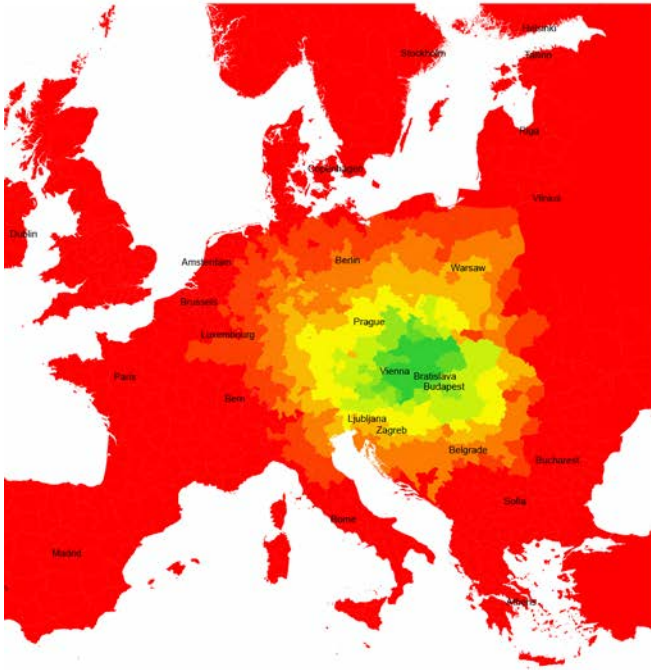 Helsinki
Stockholm
Tallinn
Riga
Copenhagen
Vilnius
Dublin
Amsterdam
Berlin
Warsaw
Brussels
Prague
Luxembourg
Paris
Vienna
Bratislava
Budapest
Bern
Ljubljana
Zagreb
Belgrade
Bucharest
Sofia
Rome
Madrid
Athens